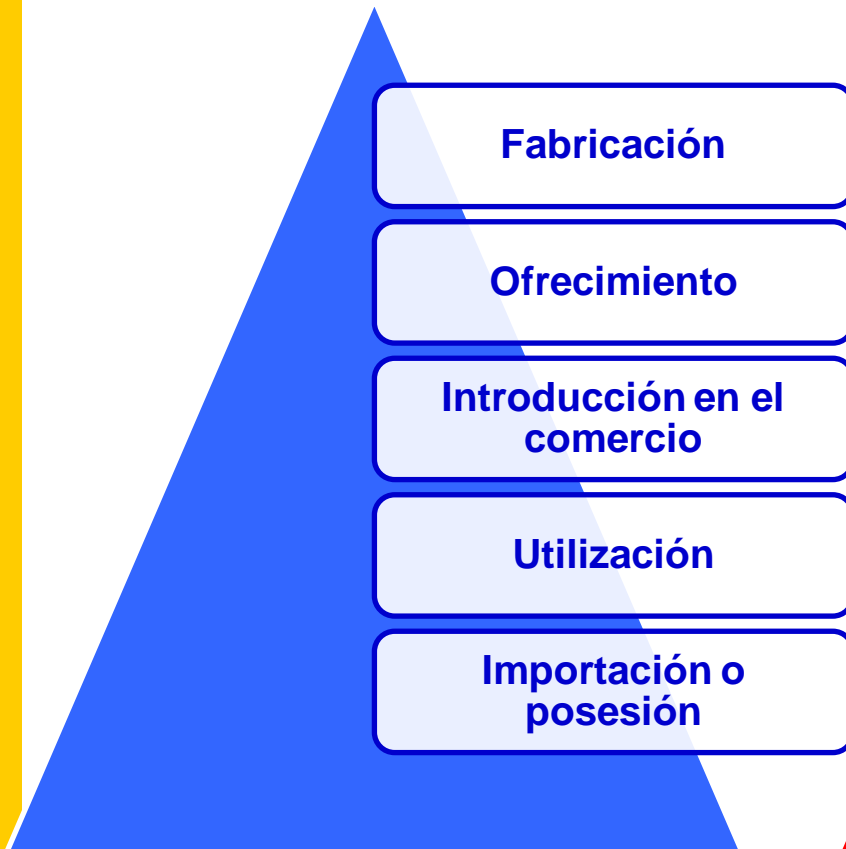 Fabricación
Ofrecimiento
Introducción en el
comercio
Utilización
Importación o
posesión